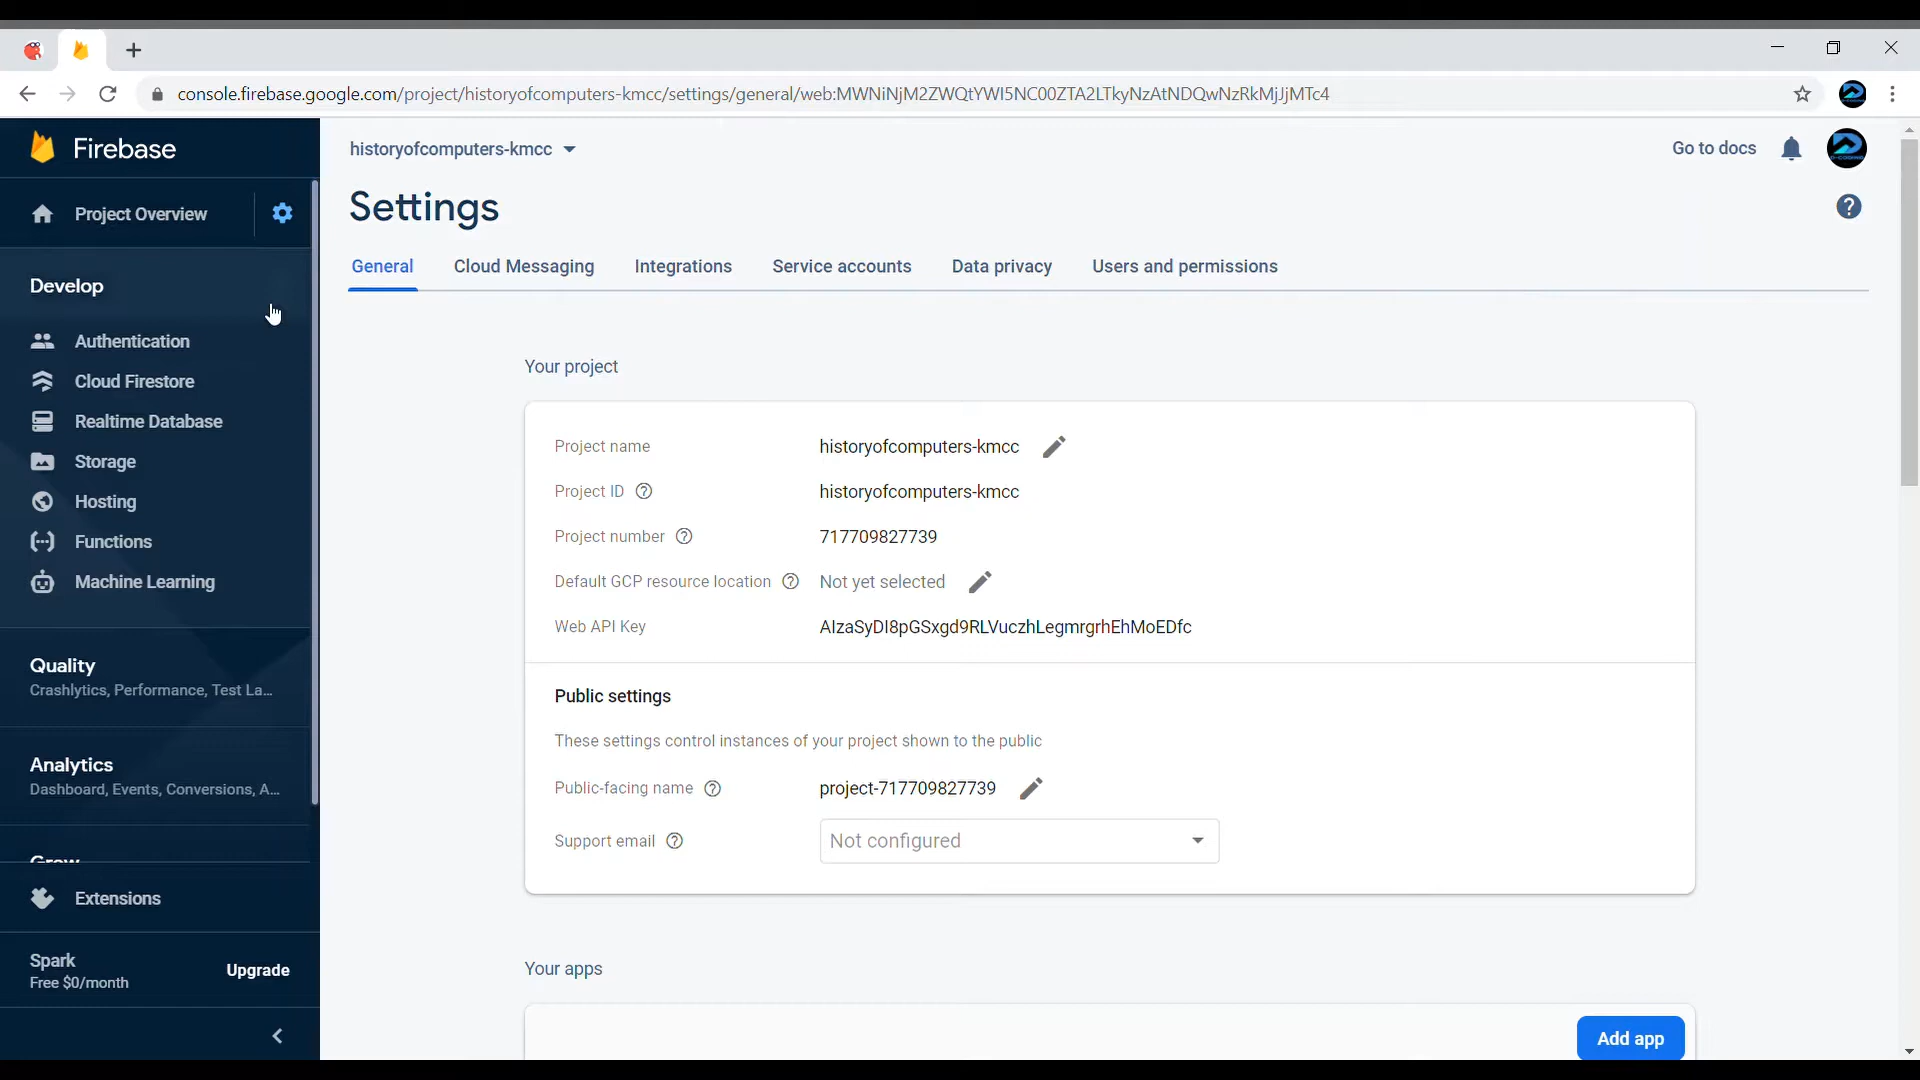 console.firebase.google.com/project/historyofcomputers-kmcc/settings/general/web:MWNiNjM2ZWQtYWI5NC00ZTA2LTkyNzAtNDQwNzRkMjJjMTc4
Firebase
historyofcomputers-kmcc
Go to docs
Project Overview
Settings
General Cloud Messaging Integrations Service accounts Data privacy Users and permissions
Develop
Authentication
Cloud Firestore
Realtime Database
Storage
Hosting
Functions
Machine Learning
Quality
Crashlytics, Performance, Test La...
Analytics
Dashboard, Events, Conversions, A...
Grow
Extensions
Spark
Free $0/month
Upgrade
Your project
Project name historyofcomputers-kmcc
Project ID historyofcomputers-kmcc
Project number 717709827739
Default GCP resource location Not yet selected
Web API Key AIzaSyDI8pGSxgd9RLVuczhLegmrgrhEhMoEDfc
Public settings
These settings control instances of your project shown to the public
Public-facing name project-717709827739
Support email Not configured
Your apps
Add app